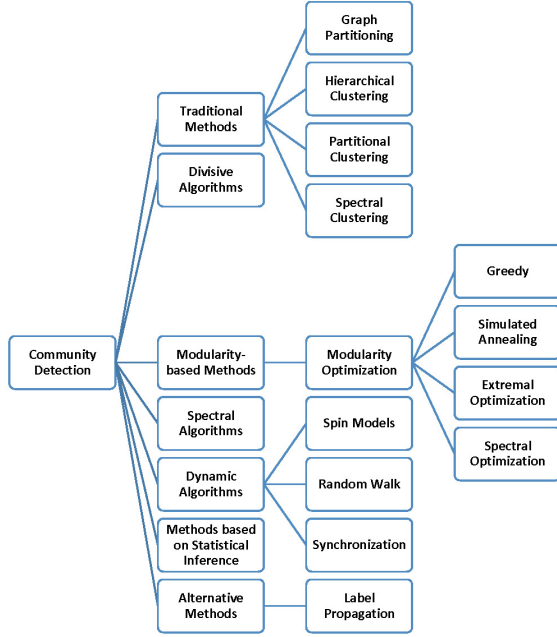 Graph
Partitioning
Hierarchical
Clustering
Traditional
Methods
Partitional
Clustering
Divisive
Algorithms
Spectral
Clustering
Greedy
Simulated
Annealing
Community
Detection
Modularity-
based Methods
Modularity
Optimization
Extremal
Optimization
Spectral
Algorithms
Spin Models
Spectral
Optimization
Dynamic
Algorithms
Random Walk
Methods based
on Statistical
Inference
Synchronization
Alternative
Methods
Label
Propagation